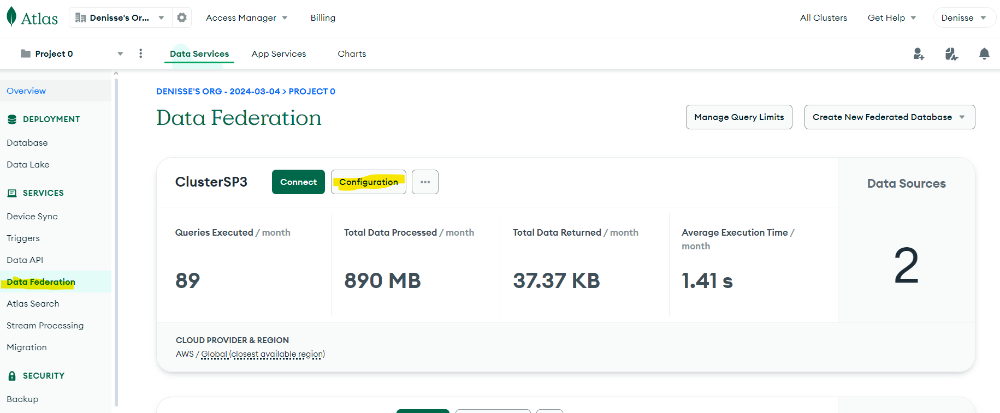 Atlas
Denisse's Or...
Access Manager
Billing
All Clusters
Get Help
Denisse
Project 0
Data Services
App Services
Charts
Overview
DEPLOYMENT
Database
Data Lake
SERVICES
Device Sync
Triggers
Data API
Data Federation
Atlas Search
Stream Processing
Migration
SECURITY
Backup
DENISSE'S ORG - 2024-03-04 > PROJECT 0
Data Federation
Manage Query Limits
Create New Federated Database
ClusterSP3
Connect
Configuration
Data Sources
2
Queries Executed / month
89
Total Data Processed / month
890 MB
Total Data Returned / month
37.37 KB
Average Execution Time /
month
1.41 s
CLOUD PROVIDER & REGION
AWS / Global (closest available region)